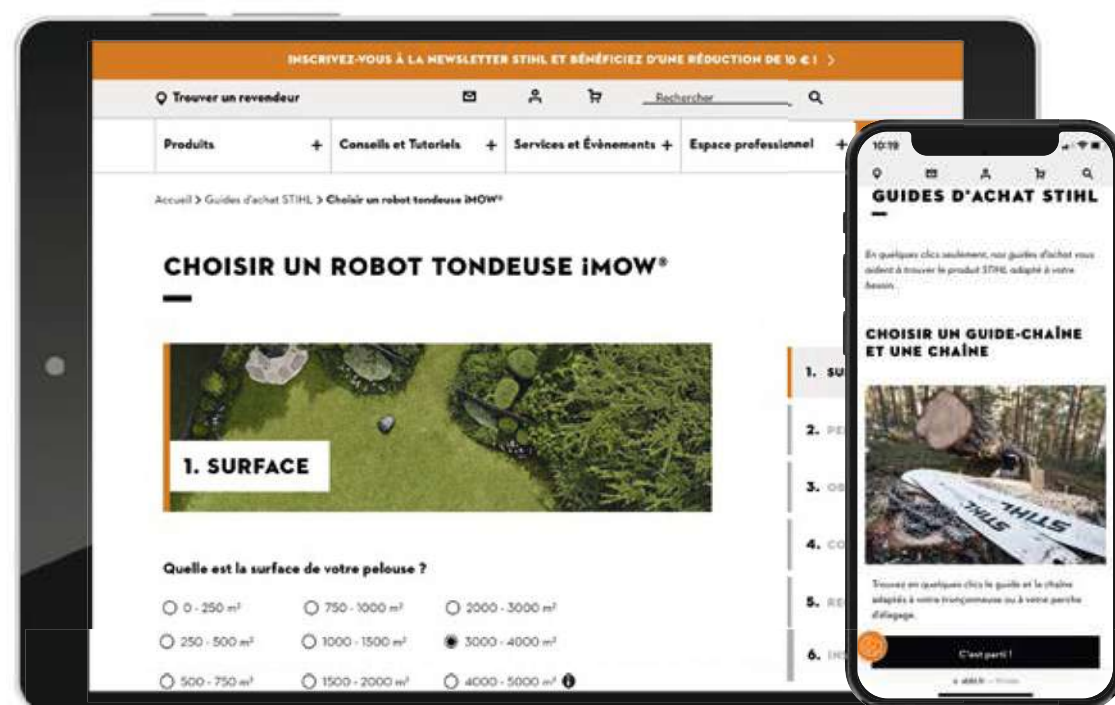 INSCRIVEZ-VOUS À LA NEWSLETTER STIHL ET BÉNÉFICIEZ D'UNE RÉDUCTION DE 10 € ! >
Trouver un revendeur
Rechercher
Produits +
Conseils et Tutoriels +
Services et Évènements +
Espace professionnel +
Accueil > Guides d'achat STIHL > Choisir un robot tondeuse iMOW®
CHOISIR UN ROBOT TONDEUSE iMOW®
1. SURFACE
Quelle est la surface de votre pelouse ?
0 - 250 m² 750 - 1000 m² 2000 - 3000 m²
250 - 500 m² 1000 - 1500 m² 3000 - 4000 m²
500 - 750 m² 1500 - 2000 m² 4000 - 5000 m²
1. SU
2. PE
3. OB
4. CO
5. RE
6. INS
10:19
GUIDES D'ACHAT STIHL
En quelques clics seulement, nos guides d'achat vous
aident à trouver le produit STIHL adapté à votre
besoin.
CHOISIR UN GUIDE-CHAÎNE
ET UNE CHAÎNE
STIHL
STIHL
Trouvez en quelques clics le guide et la chaîne
adaptés à votre tronçonneuse ou à votre perche
d'élagage.
C'est parti !